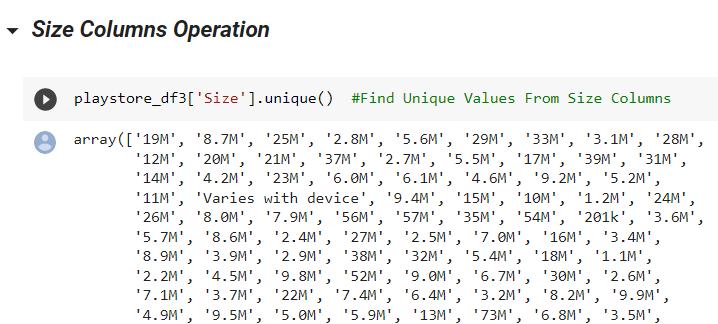 Size Columns Operation
playstore_df3['Size'].unique()  #Find Unique Values From Size Columns
array(['19M', '8.7M', '25M', '2.8M', '5.6M', '29M', '33M', '3.1M', '28M',
'12M', '20M', '21M', '37M', '2.7M', '5.5M', '17M', '39M', '31M',
'14M', '4.2M', '23M', '6.0M', '6.1M', '4.6M', '9.2M', '5.2M',
'11M', 'Varies with device', '9.4M', '15M', '10M', '1.2M', '24M',
'26M', '8.0M', '7.9M', '56M', '57M', '35M', '54M', '201k', '3.6M',
'5.7M', '8.6M', '2.4M', '27M', '2.5M', '7.0M', '16M', '3.4M',
'8.9M', '3.9M', '2.9M', '38M', '32M', '5.4M', '18M', '1.1M',
'2.2M', '4.5M', '9.8M', '52M', '9.0M', '6.7M', '30M', '2.6M',
'7.1M', '3.7M', '22M', '7.4M', '6.4M', '3.2M', '8.2M', '9.9M',
'4.9M', '9.5M', '5.0M', '5.9M', '13M', '73M', '6.8M', '3.5M',